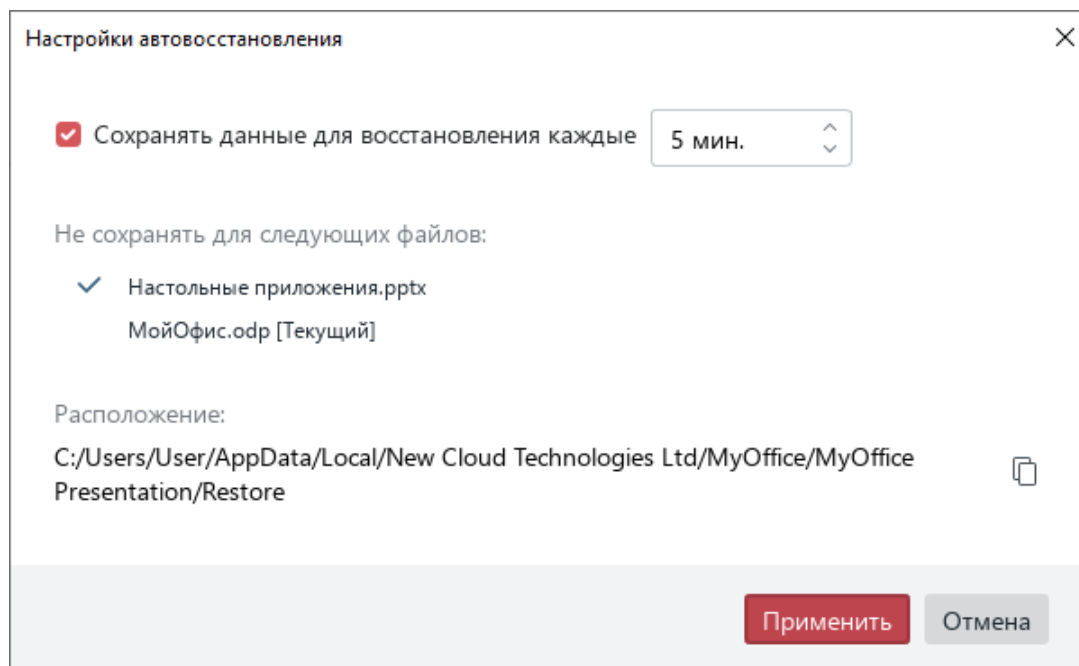 Настройки автовосстановления
Сохранять данные для восстановления каждые 5 мин.
Не сохранять для следующих файлов:
Настольные приложения.pptx
МойОфис.odp [Текущий]
Расположение:
C:/Users/User/AppData/Local/New Cloud Technologies Ltd/MyOffice/MyOffice
Presentation/Restore
Применить Отмена